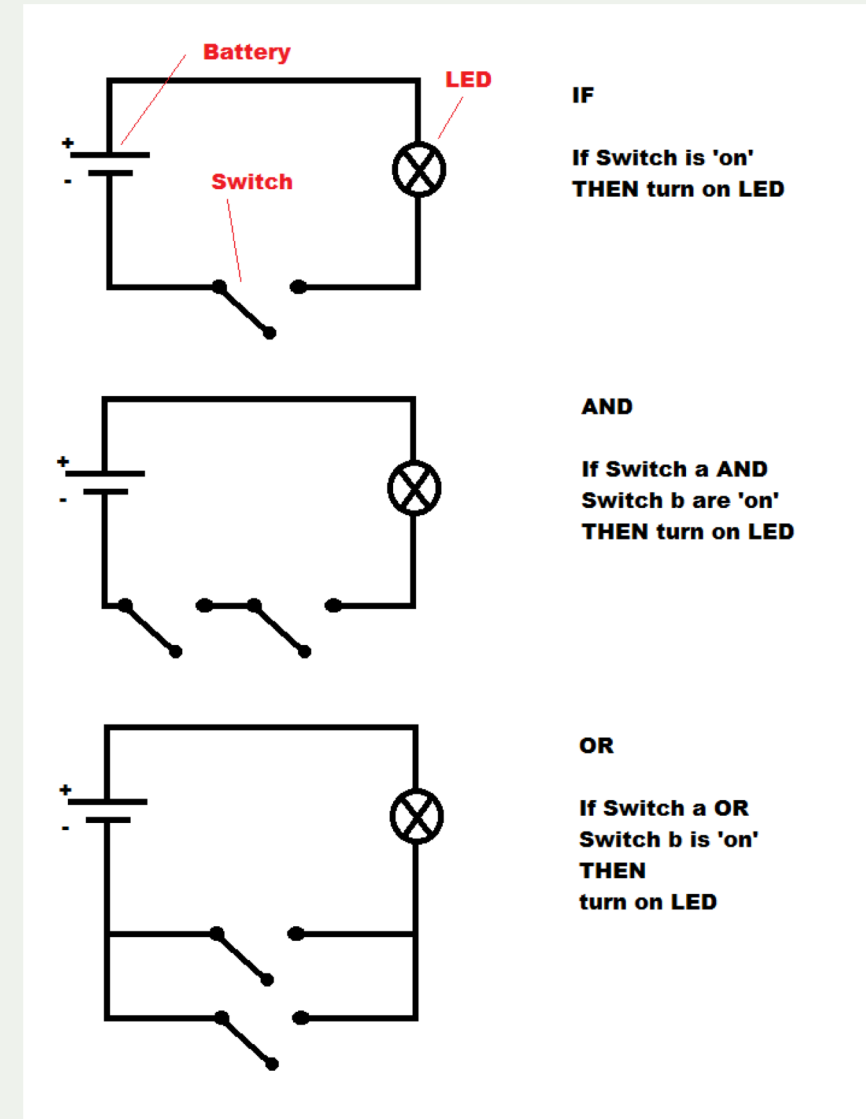 Battery
LED
+
-
Switch
IF
If Switch is 'on'
THEN turn on LED
+
-
AND
If Switch a AND
Switch b are 'on'
THEN turn on LED
+
-
OR
If Switch a OR
Switch b is 'on'
THEN
turn on LED